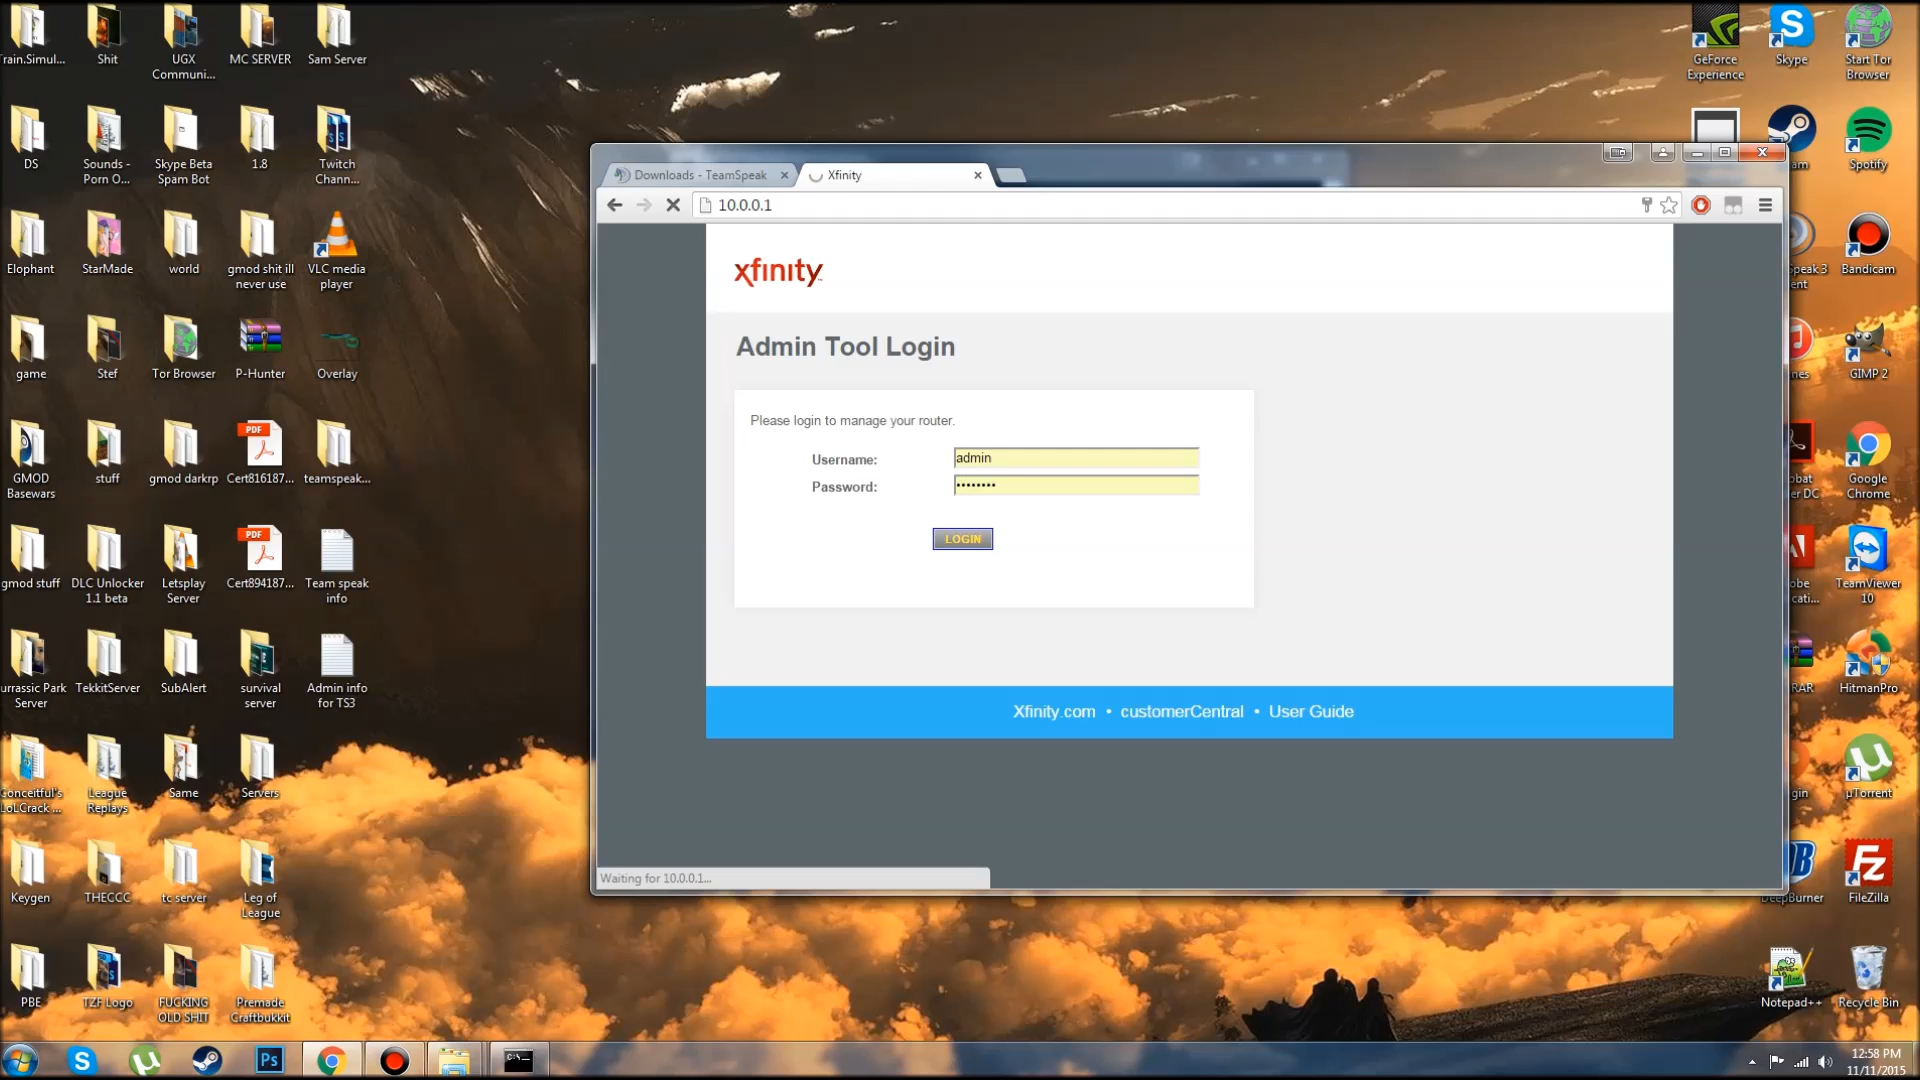 Train.Simul...
Shit
UGX
Communi...
MC SERVER
Sam Server
GeForce
Experience
Skype
Start Tor
Browser
DS
Sounds -
Porn O...
Skype Beta
Spam Bot
1.8
Twitch
Chann...
Spotify
Downloads - TeamSpeak
Xfinity
10.0.0.1
xfinity
Admin Tool Login
Please login to manage your router.
Username:
admin
Password:
••••••••
LOGIN
Xfinity.com • customerCentral • User Guide
Waiting for 10.0.0.1...
Elophant
StarMade
world
gmod shit ill
never use
VLC media
player
Bandicam
game
Stef
Tor Browser
P-Hunter
Overlay
GIMP 2
GMOD
Basewars
stuff
gmod darkrp
PDF
Cert816187...
teamspeak...
Google
Chrome
gmod stuff
DLC Unlocker
1.1 beta
Letsplay
Server
PDF
Cert894187...
Team speak
info
TeamViewer
10
urrassic Park
Server
TekkitServer
SubAlert
survival
server
Admin info
for TS3
RAR
HitmanPro
Conceitful's
LoLCrack ...
League
Replays
Same
Servers
µTorrent
Keygen
THECCC
tc server
Leg of
League
DeepBurner
FileZilla
PBE
TZF Logo
FUCKING
OLD SHIT
Premade
Craftbukkit
Notepad++
Recycle Bin
Ps
C:\
12:58 PM
11/11/2015